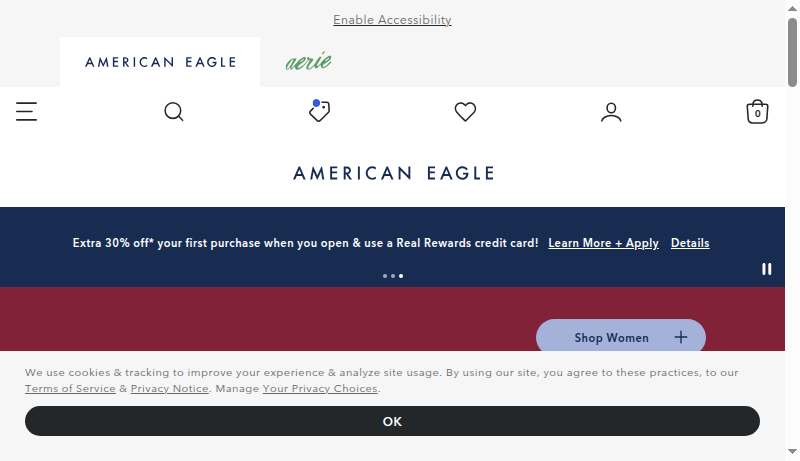 Enable Accessibility
AMERICAN EAGLE
aerie
0
AMERICAN EAGLE
Extra 30% off* your first purchase when you open & use a Real Rewards credit card! Learn More + Apply Details
Shop Women
We use cookies & tracking to improve your experience & analyze site usage. By using our site, you agree to these practices, to our
Terms of Service & Privacy Notice. Manage Your Privacy Choices.
OK